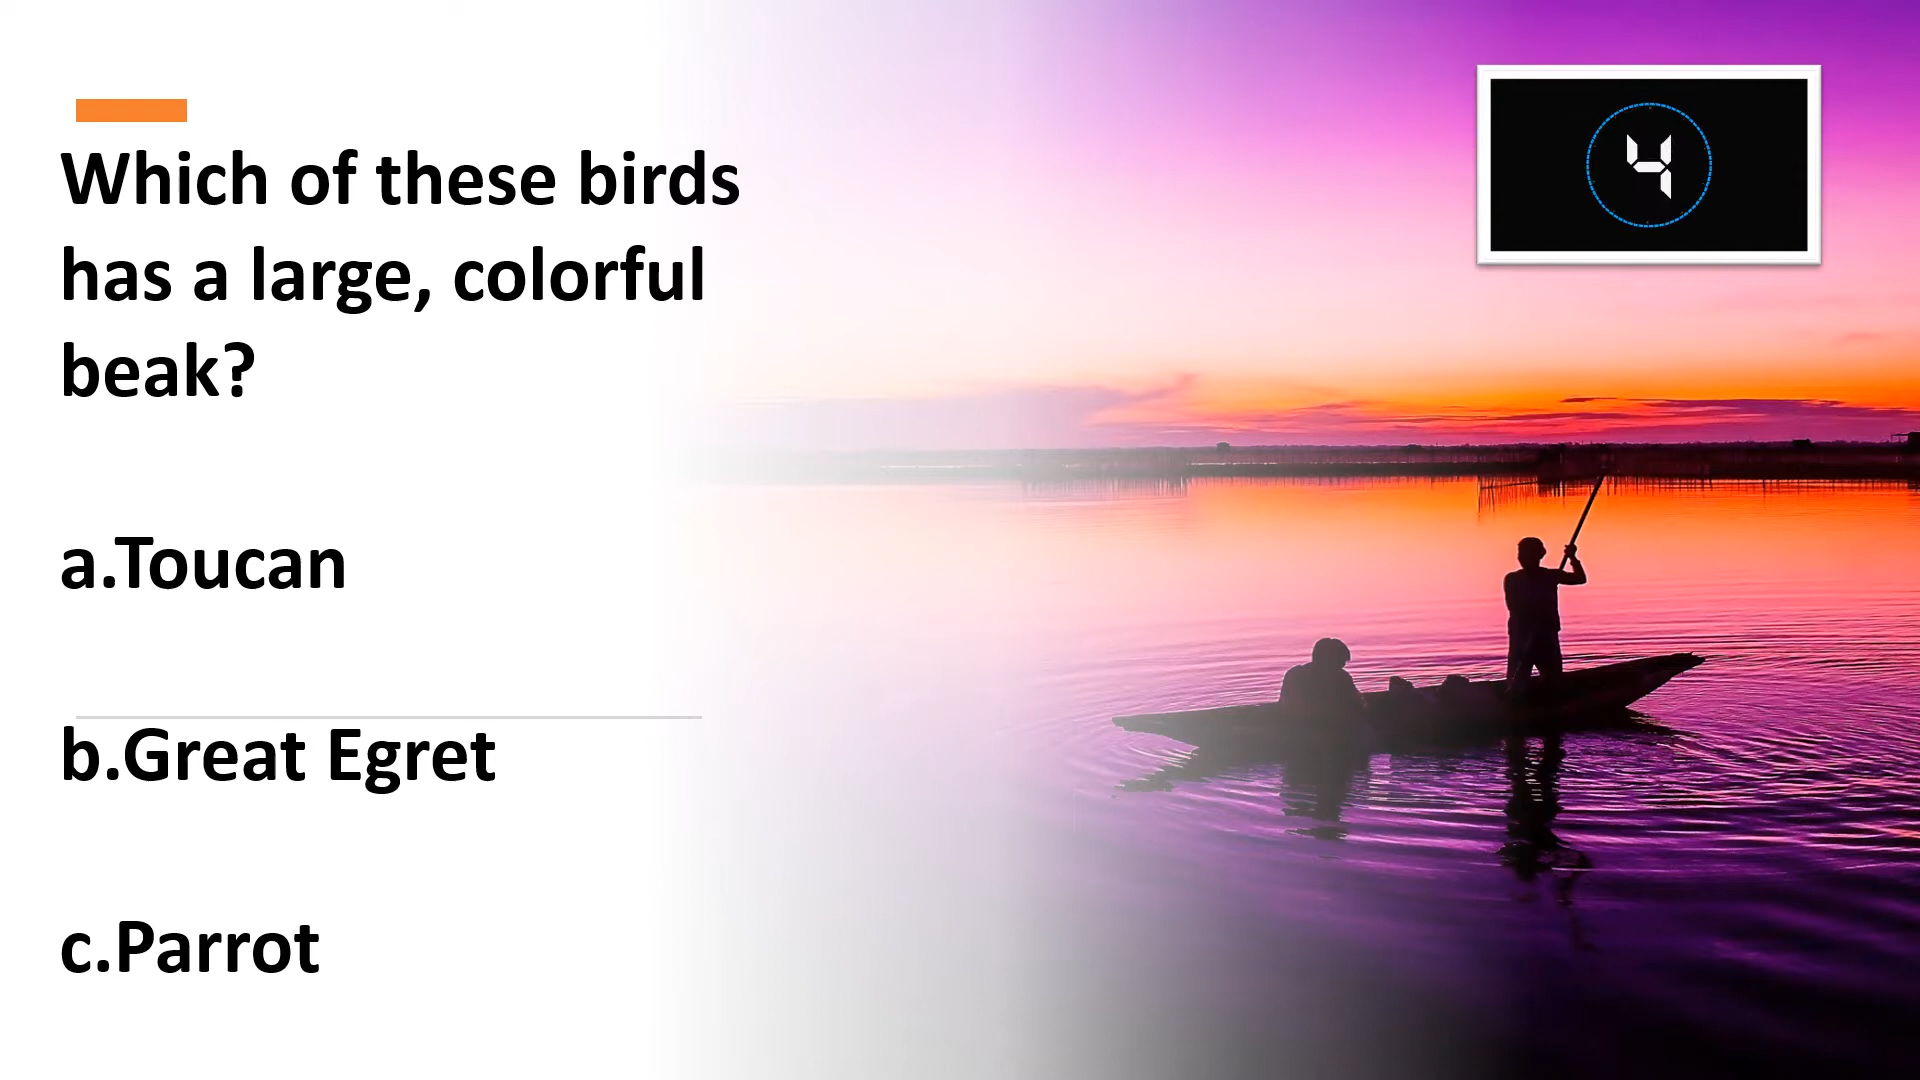 Which of these birds
has a large, colorful
beak?
a.Toucan
b.Great Egret
c.Parrot
4